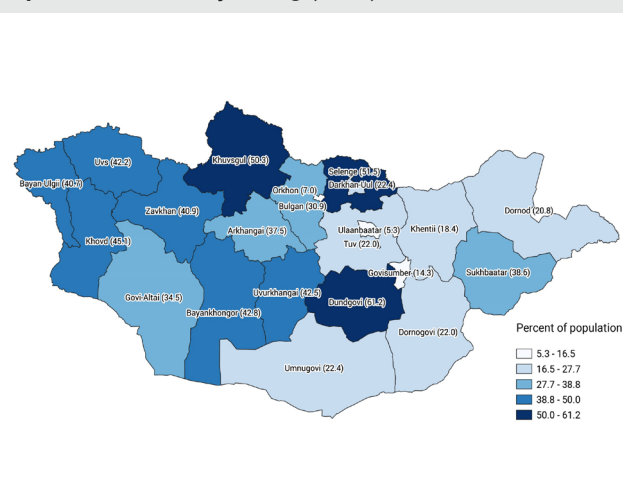 Khuvsgul (50.3)
Uvs (42.2)
Selenge (51.5)
Bayan-Ulgii (40.7)
Darkhan-Uul (22.4)
Orkhon (7.0)
Bulgan (30.9)
Zavkhan (40.9)
Dornod (20.8)
Arkhangai (37.5)
Ulaanbaatar (5.3)
Khentii (18.4)
Khovd (45.1)
Tuv (22.0)
Govisumber (14.3)
Sukhbaatar (38.6)
Uvurkhangai (42.5)
Govi-Altai (34.5)
Dundgovi (61.2)
Bayankhongor (42.8)
Dornogovi (22.0)
Umnugovi (22.4)
Percent of population
5.3 - 16.5
16.5 - 27.7
27.7 - 38.8
38.8 - 50.0
50.0 - 61.2